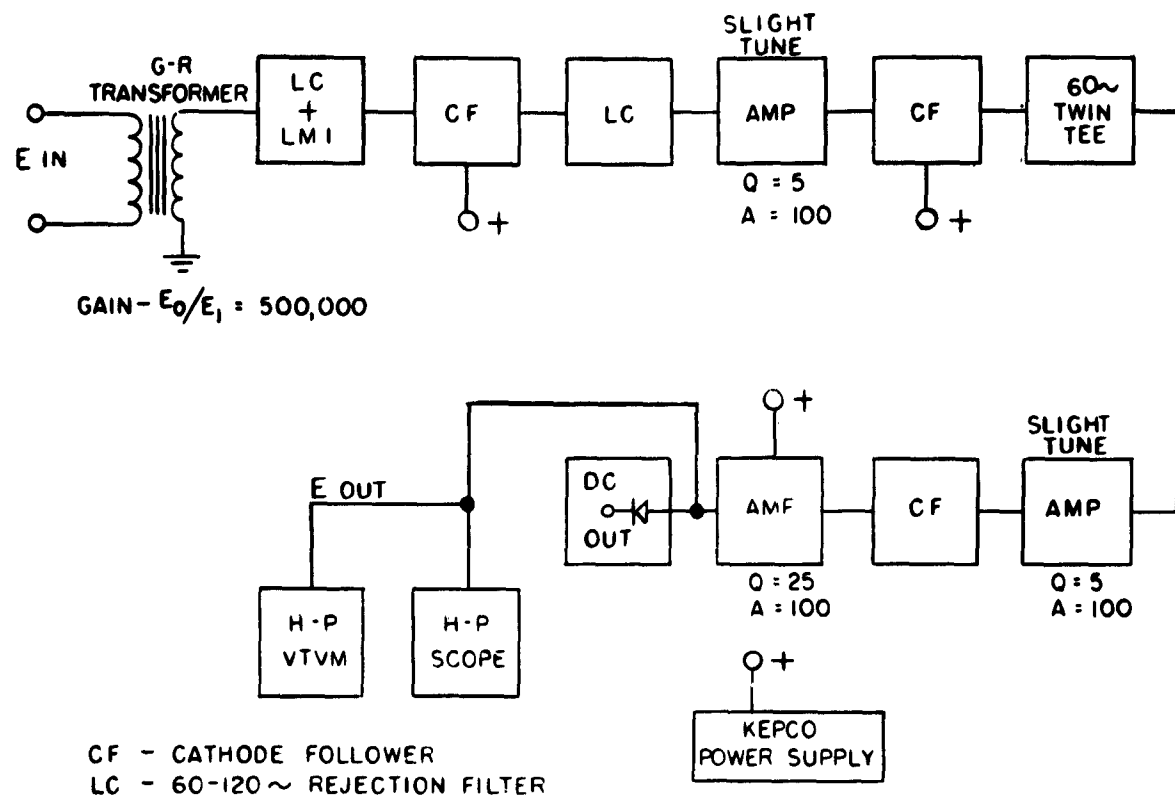 SLIGHT
TUNE
G-R
TRANSFORMER
E IN
LC
+
LM1
CF
LC
AMP
CF
60~
TWIN
TEE
+
Q = 5
A = 100
+
GAIN - E0/E1 = 500,000
+
SLIGHT
TUNE
E OUT
DC
OUT
AMF
CF
AMP
Q = 25
A = 100
Q = 5
A = 100
H-P
VTVM
H-P
SCOPE
+
KEPCO
POWER SUPPLY
CF - CATHODE FOLLOWER
LC - 60-120~ REJECTION FILTER